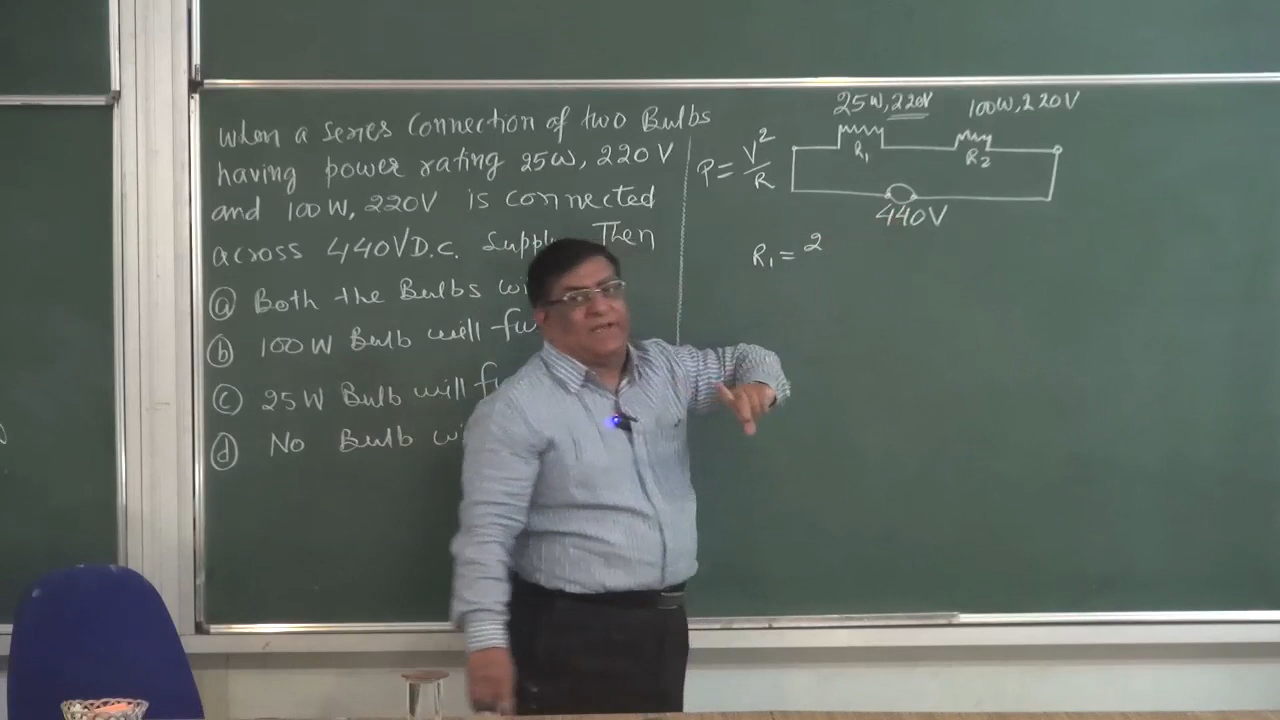 When a series connection of two Bulbs
having power rating 25W, 220V
and 100W, 220V is connected
across 440V D.C. Then
(a) Both the Bulbs
(b) 100W Bulb will
(c) 25W Bulb will
(d) No Bulb
25W, 220V
100W, 220V
P = V²/R
R₁
R₂
440V
R₁ = 2